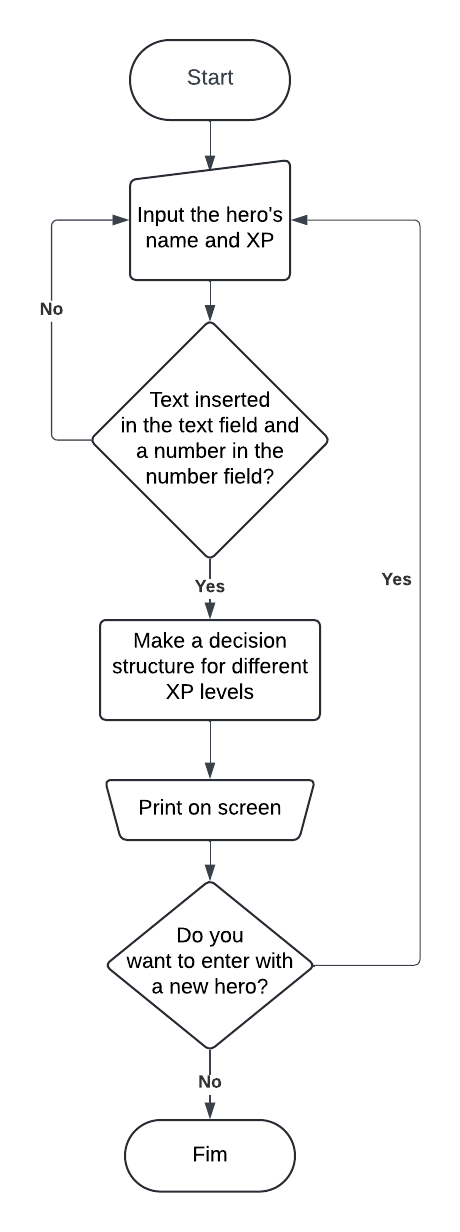 Start
Input the hero's
name and XP
No
Text inserted
in the text field and
a number in the
number field?
Yes
Yes
Make a decision
structure for different
XP levels
Print on screen
Do you
want to enter with
a new hero?
No
Fim